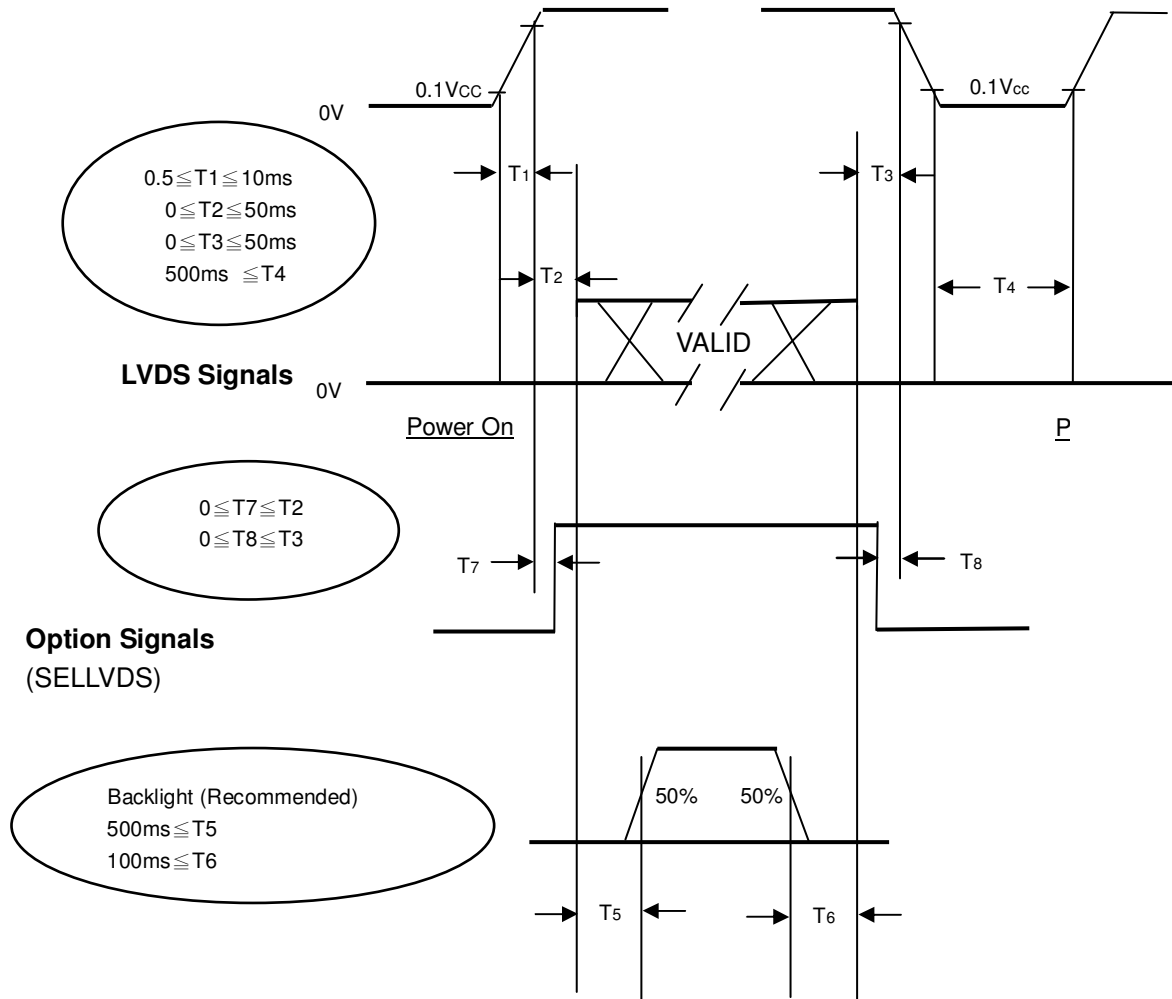 0.1VCC
0.1Vcc
0V
0.5≦T1≦10ms
0≦T2≦50ms
0≦T3≦50ms
500ms ≦T4
T1
T3
T2
T4
VALID
LVDS Signals
0V
Power On
P
0≦T7≦T2
0≦T8≦T3
T7
T8
Option Signals
(SELLVDS)
Backlight (Recommended)
500ms≦T5
100ms≦T6
50%
50%
T5
T6